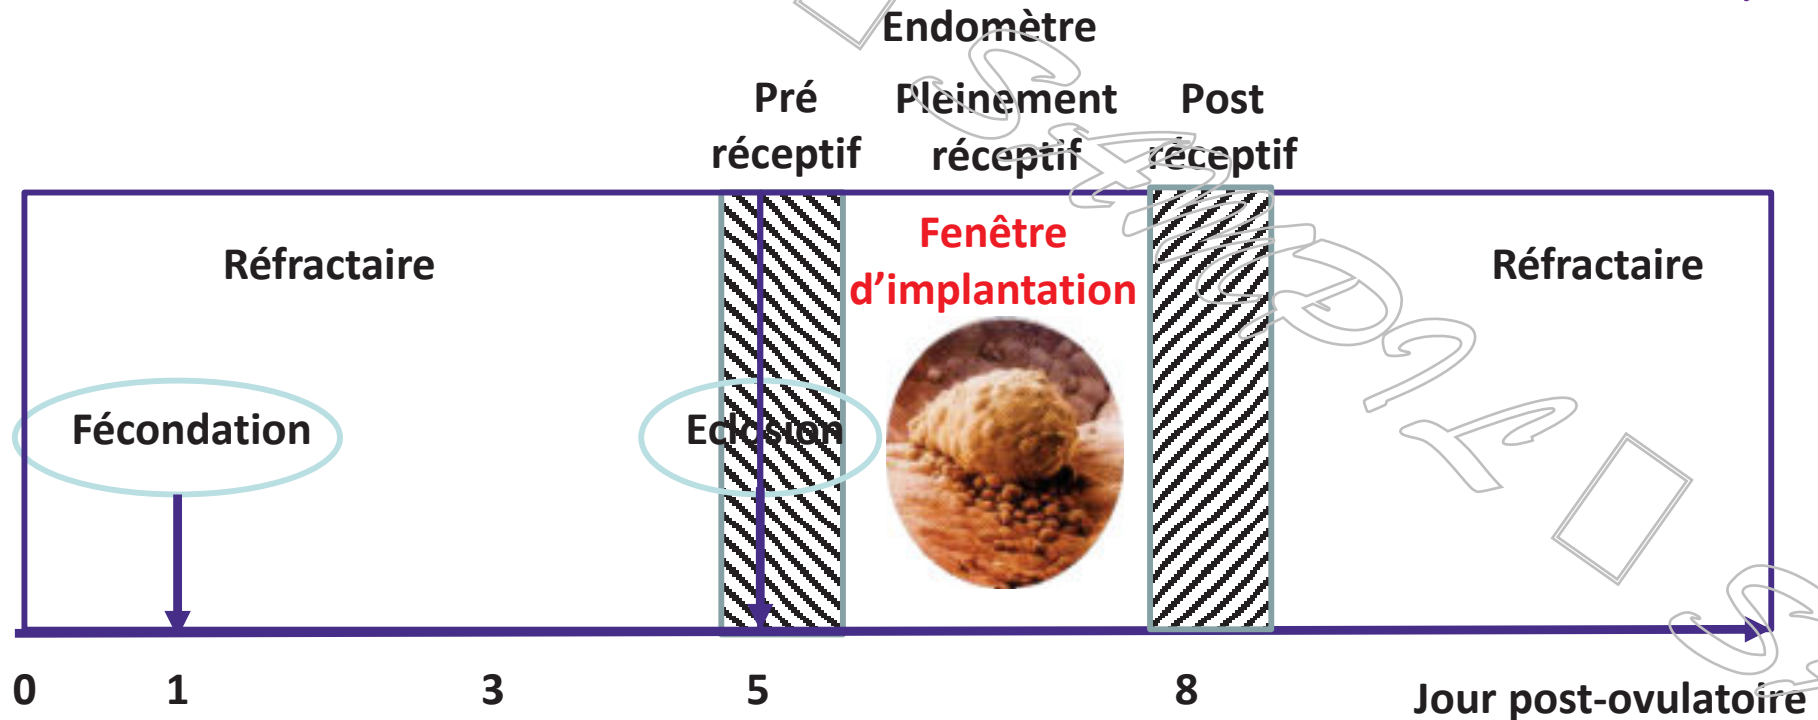 Endomètre
Pré
réceptif
Pleinement
réceptif
Post
réceptif
Réfractaire
Fenêtre
d’implantation
Réfractaire
Fécondation
Eclosion
0 1 3 5 8 Jour post-ovulatoire